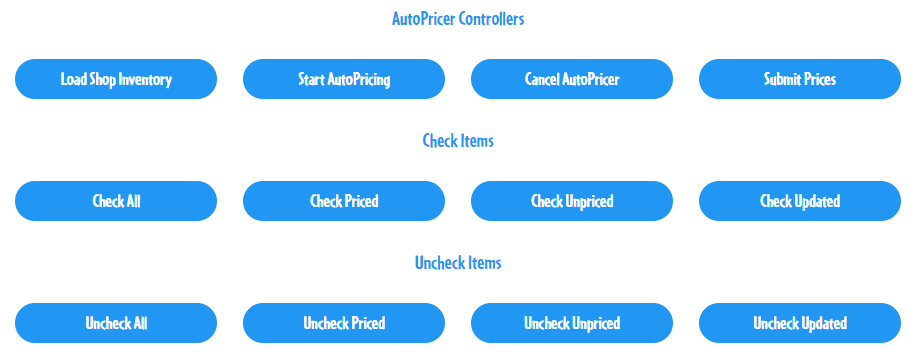 AutoPricer Controllers
Load Shop Inventory Start AutoPricing Cancel AutoPricer Submit Prices
Check Items
Check All Check Priced Check Unpriced Check Updated
Uncheck Items
Uncheck All Uncheck Priced Uncheck Unpriced Uncheck Updated